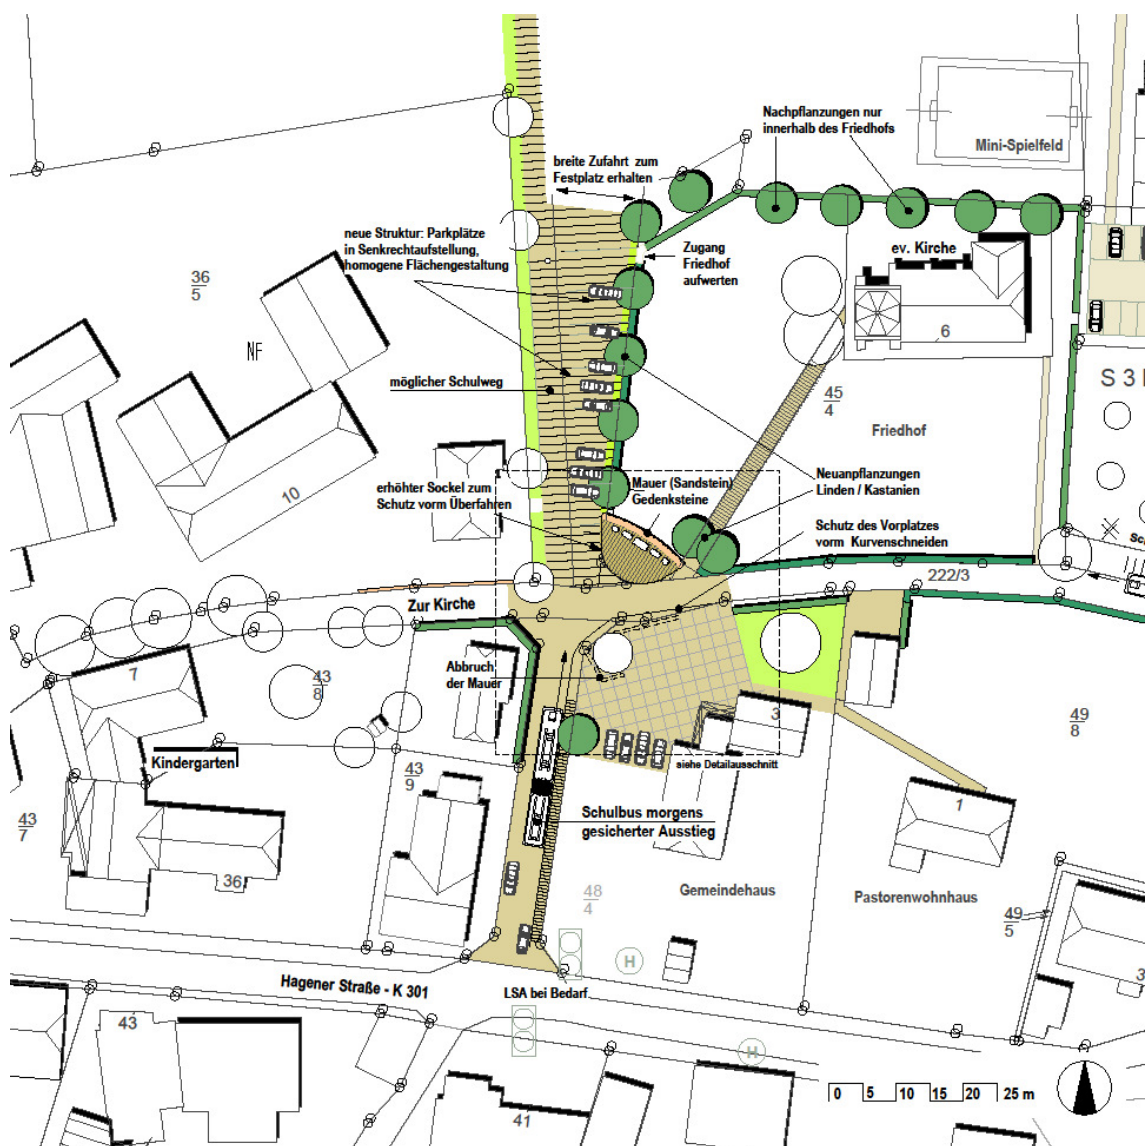 Nachpflanzungen nur
innerhalb des Friedhofs
Mini-Spielfeld
breite Zufahrt zum
Festplatz erhalten
neue Struktur: Parkplätze
in Senkrechtaufstellung,
homogene Flächengestaltung
Zugang
Friedhof
aufwerten
ev. Kirche
6
36
5
NF
möglicher Schulweg
45
4
Friedhof
S 3
10
erhöhter Sockel zum
Schutz vorm Überfahren
Mauer (Sandstein)
Gedenksteine
Neuanpflanzungen
Linden / Kastanien
Schutz des Vorplatzes
vorm Kurvenschneiden
222/3
Zur Kirche
7
43
8
Abbruch
der Mauer
3
49
8
Kindergarten
siehe Detailausschnitt
43
9
43
7
Schulbus morgens
gesicherter Ausstieg
1
36
48
4
Gemeindehaus
Pastorenwohnhaus
49
5
3
H
Hagener Straße - K 301
LSA bei Bedarf
43
H
41
0 5 10 15 20 25 m